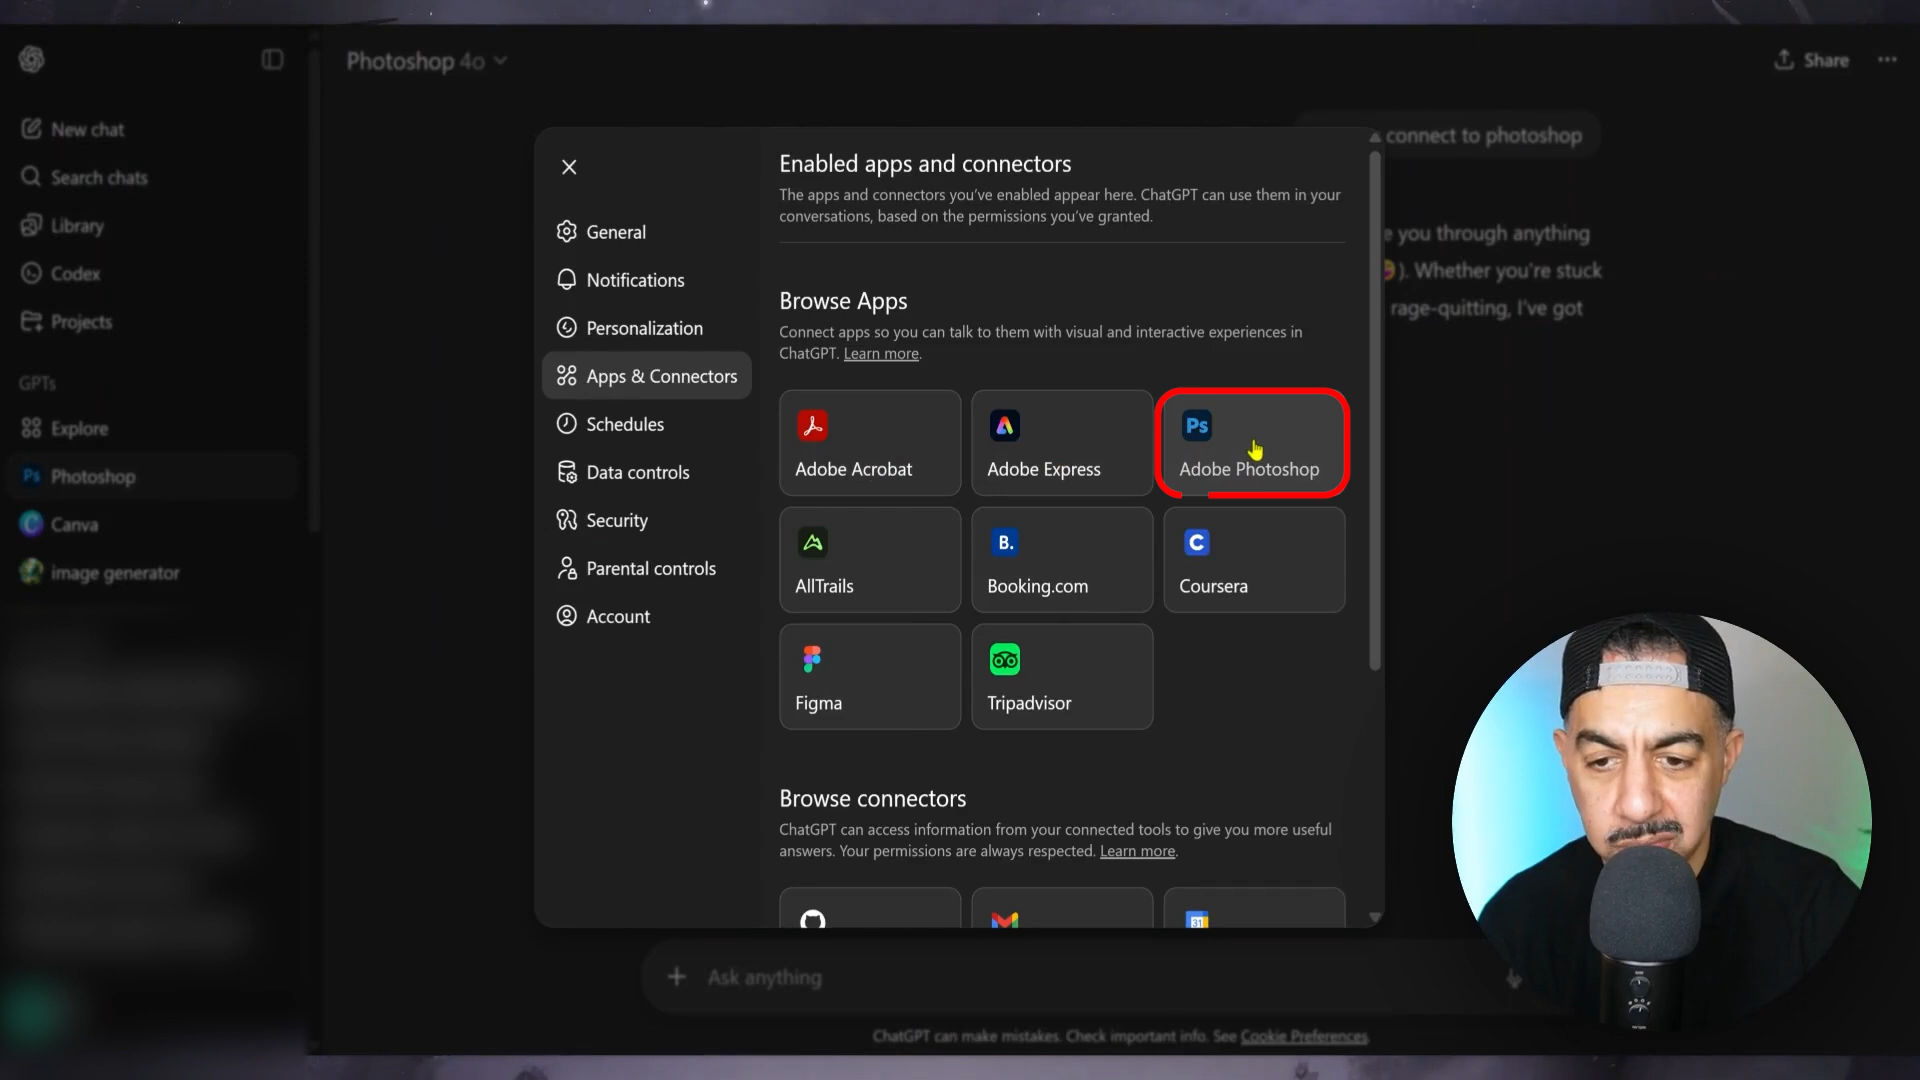 Photoshop 4o
Share
New chat
Search chats
Library
Codex
Projects
GPTs
Explore
Ps Photoshop
Canva
image generator
connect to photoshop
e you through anything
). Whether you're stuck
rage-quitting, I've got
General
Notifications
Personalization
Apps & Connectors
Schedules
Data controls
Security
Parental controls
Account
Enabled apps and connectors
The apps and connectors you've enabled appear here. ChatGPT can use them in your
conversations, based on the permissions you've granted.
Browse Apps
Connect apps so you can talk to them with visual and interactive experiences in
ChatGPT. Learn more.
Adobe Acrobat
Adobe Express
Ps
Adobe Photoshop
AllTrails
B.
Booking.com
C
Coursera
Figma
Tripadvisor
Browse connectors
ChatGPT can access information from your connected tools to give you more useful
answers. Your permissions are always respected. Learn more.
31
Ask anything
ChatGPT can make mistakes. Check important info. See Cookie Preferences.